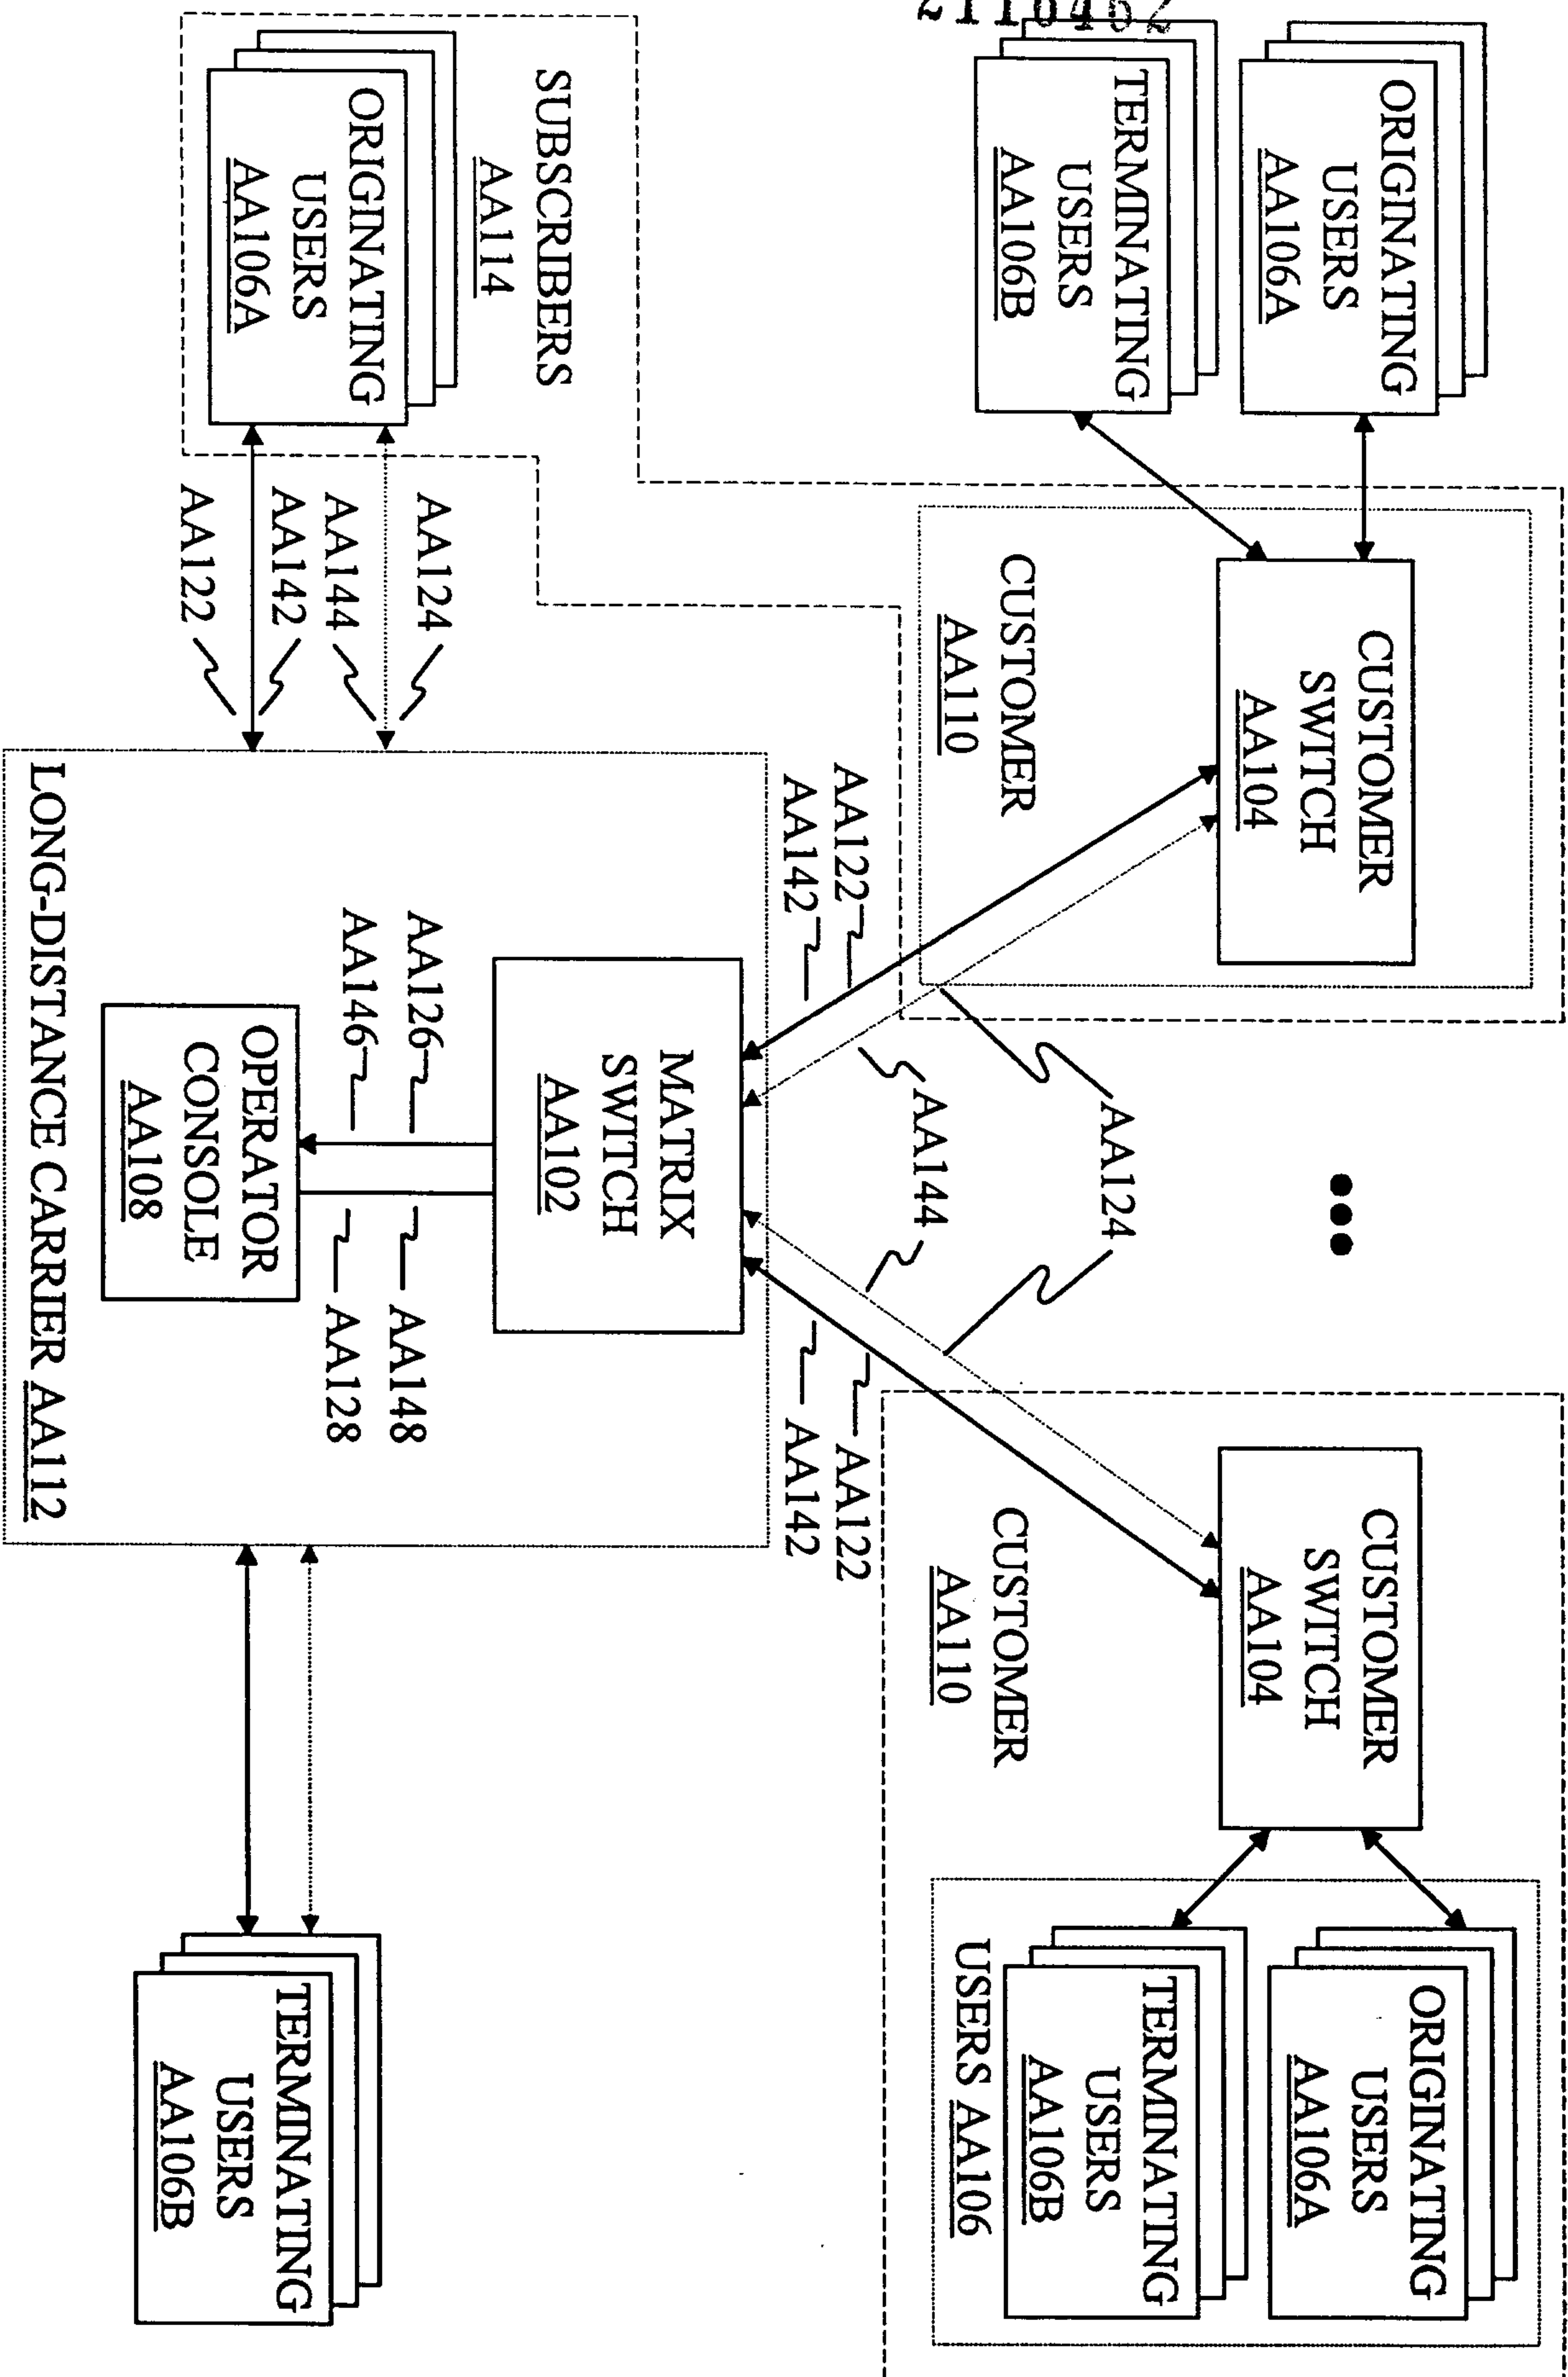 ORIGINATING
USERS
AA106A
TERMINATING
USERS
AA106B
CUSTOMER
SWITCH
AA104
CUSTOMER
AA110
CUSTOMER
SWITCH
AA104
CUSTOMER
AA110
ORIGINATING
USERS
AA106A
TERMINATING
USERS
AA106B
USERS AA106
AA124
AA144
AA122
AA142
AA122
AA142
SUBSCRIBERS
AA114
ORIGINATING
USERS
AA106A
AA124
AA144
AA142
AA122
MATRIX
SWITCH
AA102
AA126
AA146
AA148
AA128
OPERATOR
CONSOLE
AA108
LONG-DISTANCE CARRIER AA112
TERMINATING
USERS
AA106B